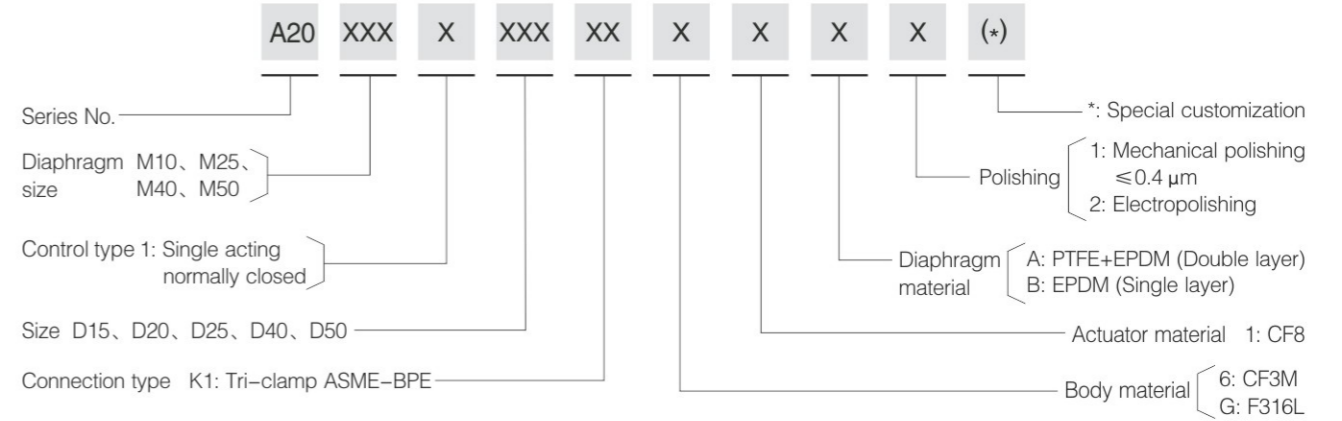 A20 XXX X XXX XX X X X X (*)
Series No.
Diaphragm size M10、M25、
M40、M50
Control type 1: Single acting
normally closed
Size D15、D20、D25、D40、D50
Connection type K1: Tri-clamp ASME-BPE
*: Special customization
Polishing
1: Mechanical polishing
≤0.4 μm
2: Electropolishing
Diaphragm material
A: PTFE+EPDM (Double layer)
B: EPDM (Single layer)
Actuator material 1: CF8
Body material
6: CF3M
G: F316L